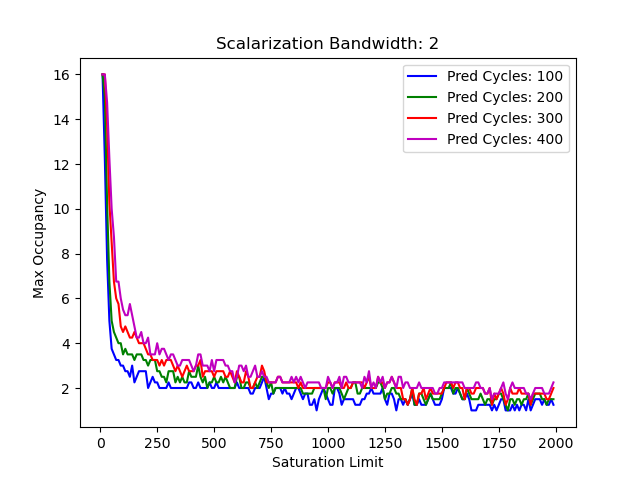 Scalarization Bandwidth: 2
Pred Cycles: 100
Pred Cycles: 200
Pred Cycles: 300
Pred Cycles: 400
Max Occupancy
16
14
12
10
8
6
4
2
0 250 500 750 1000 1250 1500 1750 2000
Saturation Limit